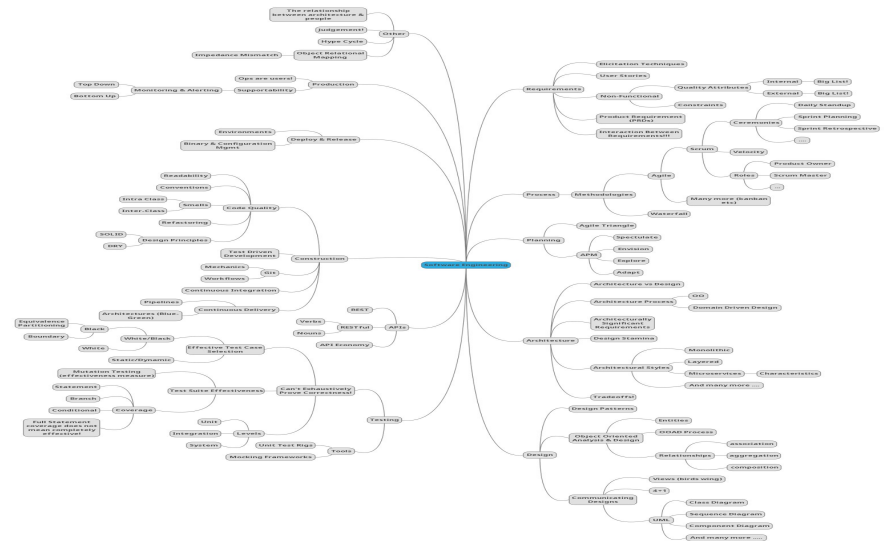 The relationship
between architecture &
people
Judgement!
Hype Cycle
Other
Impedance Mismatch
Object Relational
Mapping
Ops are users!
Production
Top Down
Bottom Up
Monitoring & Alerting
Supportability
Environments
Binary & Configuration
Mgmt
Deploy & Release
Readability
Conventions
Intra Class
Inter-Class
Smells
Code Quality
Refactoring
SOLID
DRY
Design Principles
Test Driven
Development
Mechanics
Workflows
Git
Construction
Continuous Integration
Pipelines
Architectures (Blue-
Green)
Continuous Delivery
REST
Verbs
Nouns
RESTful
APIs
API Economy
Equivalence
Partitioning
Boundary
Black
White
White/Black
Static/Dynamic
Effective Test Case
Selection
Mutation Testing
(effectiveness measure)
Statement
Branch
Conditional
Full Statement
coverage does not
mean completely
effective!
Coverage
Test Suite Effectiveness
Can't Exhaustively
Prove Correctness!
Unit
Integration
System
Levels
Testing
Unit Test Rigs
Mocking Frameworks
Tools
Software Engineering
Requirements
Elicitation Techniques
User Stories
Non-Functional
Quality Attributes
Internal
Big List!
External
Big List!
Constraints
Product Requirement
(PRDs)
Interaction Between
Requirements!!!
Process
Methodologies
Agile
Scrum
Ceremonies
Daily Standup
Sprint Planning
Sprint Retrospective
....
Velocity
Roles
Product Owner
Scrum Master
...
Many more (kanban
etc)
Waterfall
Planning
Agile Triangle
APM
Speculate
Envision
Explore
Adapt
Architecture
Architecture vs Design
Architecture Process
OO
Domain Driven Design
Architecturally
Significant
Requirements
Design Stamina
Architectural Styles
Monolithic
Layered
Microservices
Characteristics
And many more ....
Tradeoffs!
Design
Design Patterns
Object Oriented
Analysis & Design
Entities
OOAD Process
Relationships
association
aggregation
composition
Communicating
Designs
Views (birds wing)
4+1
UML
Class Diagram
Sequence Diagram
Component Diagram
And many more .....